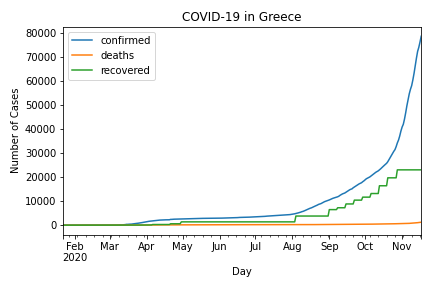 COVID-19 in Greece
confirmed
deaths
recovered
Number of Cases
80000
70000
60000
50000
40000
30000
20000
10000
0
Feb Mar Apr May Jun Jul Aug Sep Oct Nov
2020
Day